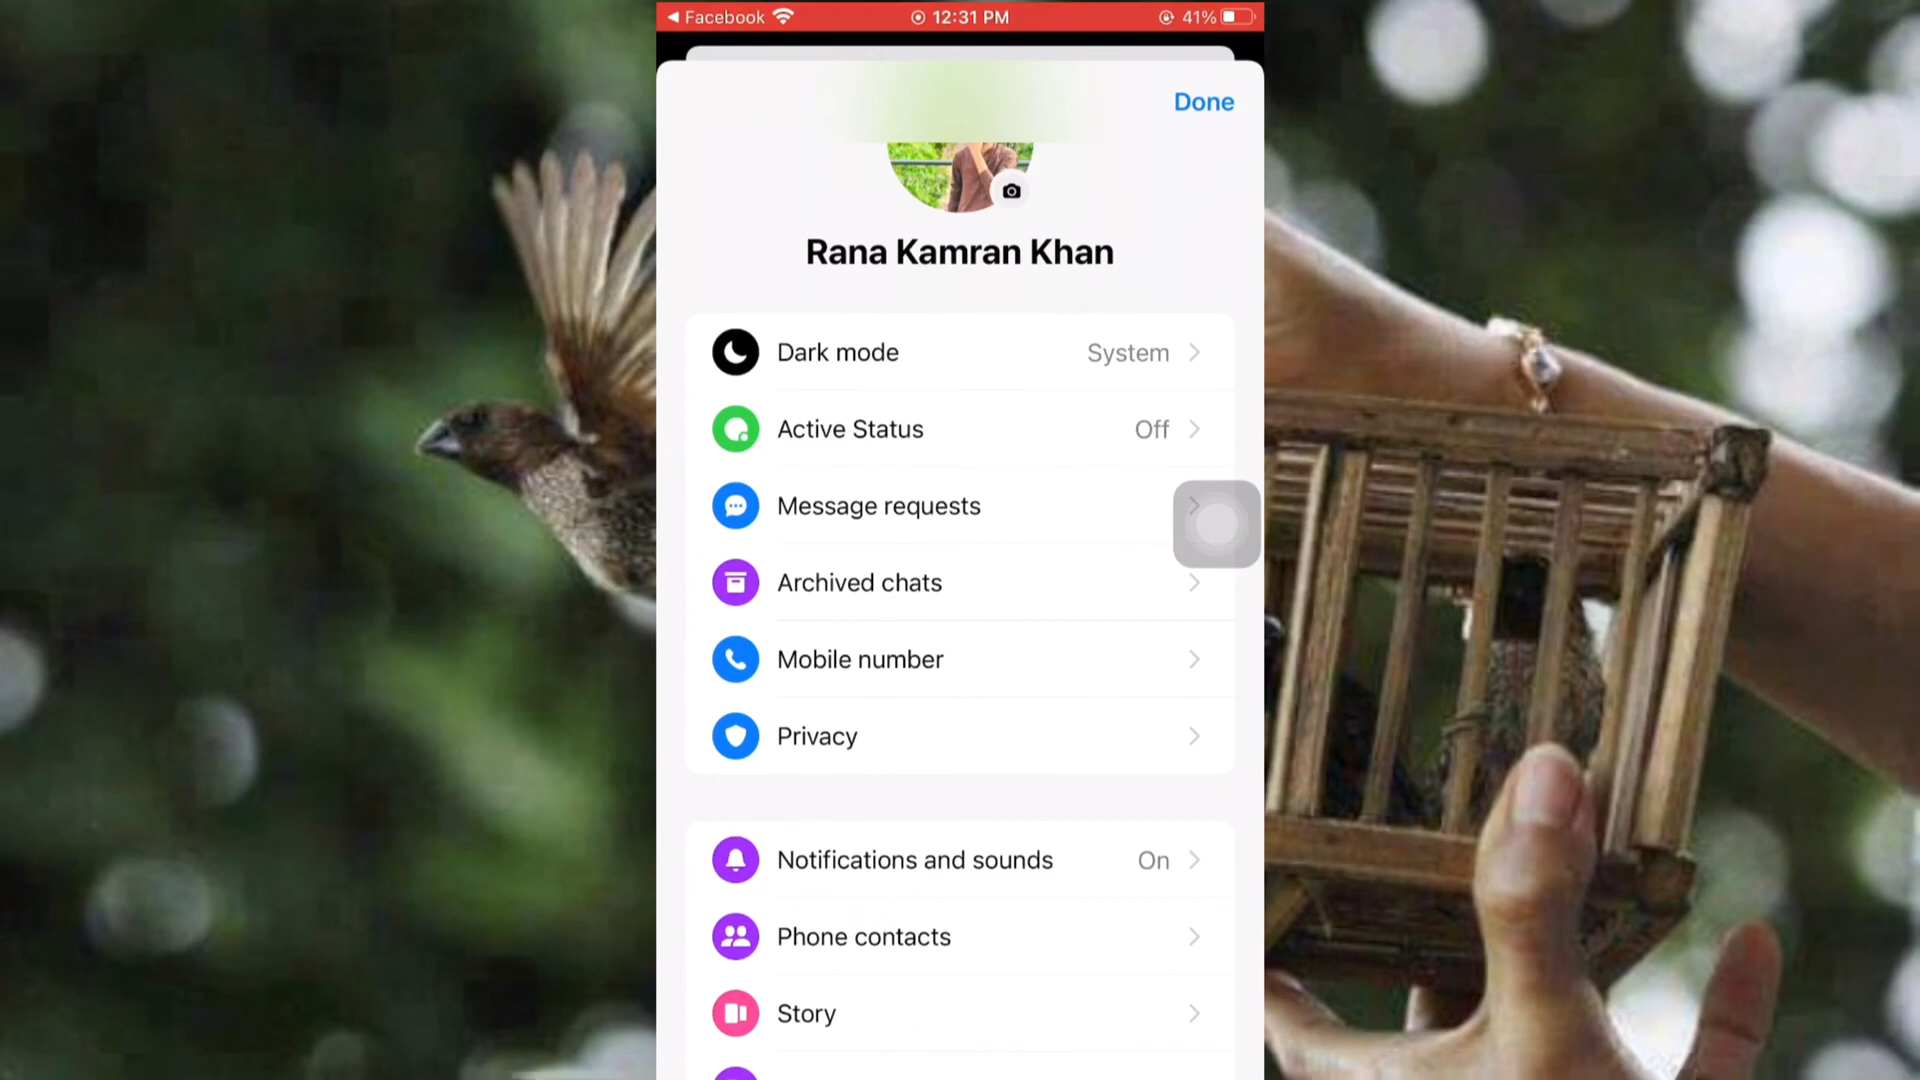 Facebook 12:31 PM 41%
Done
Rana Kamran Khan
Dark mode System
Active Status Off
Message requests
Archived chats
Mobile number
Privacy
Notifications and sounds On
Phone contacts
Story